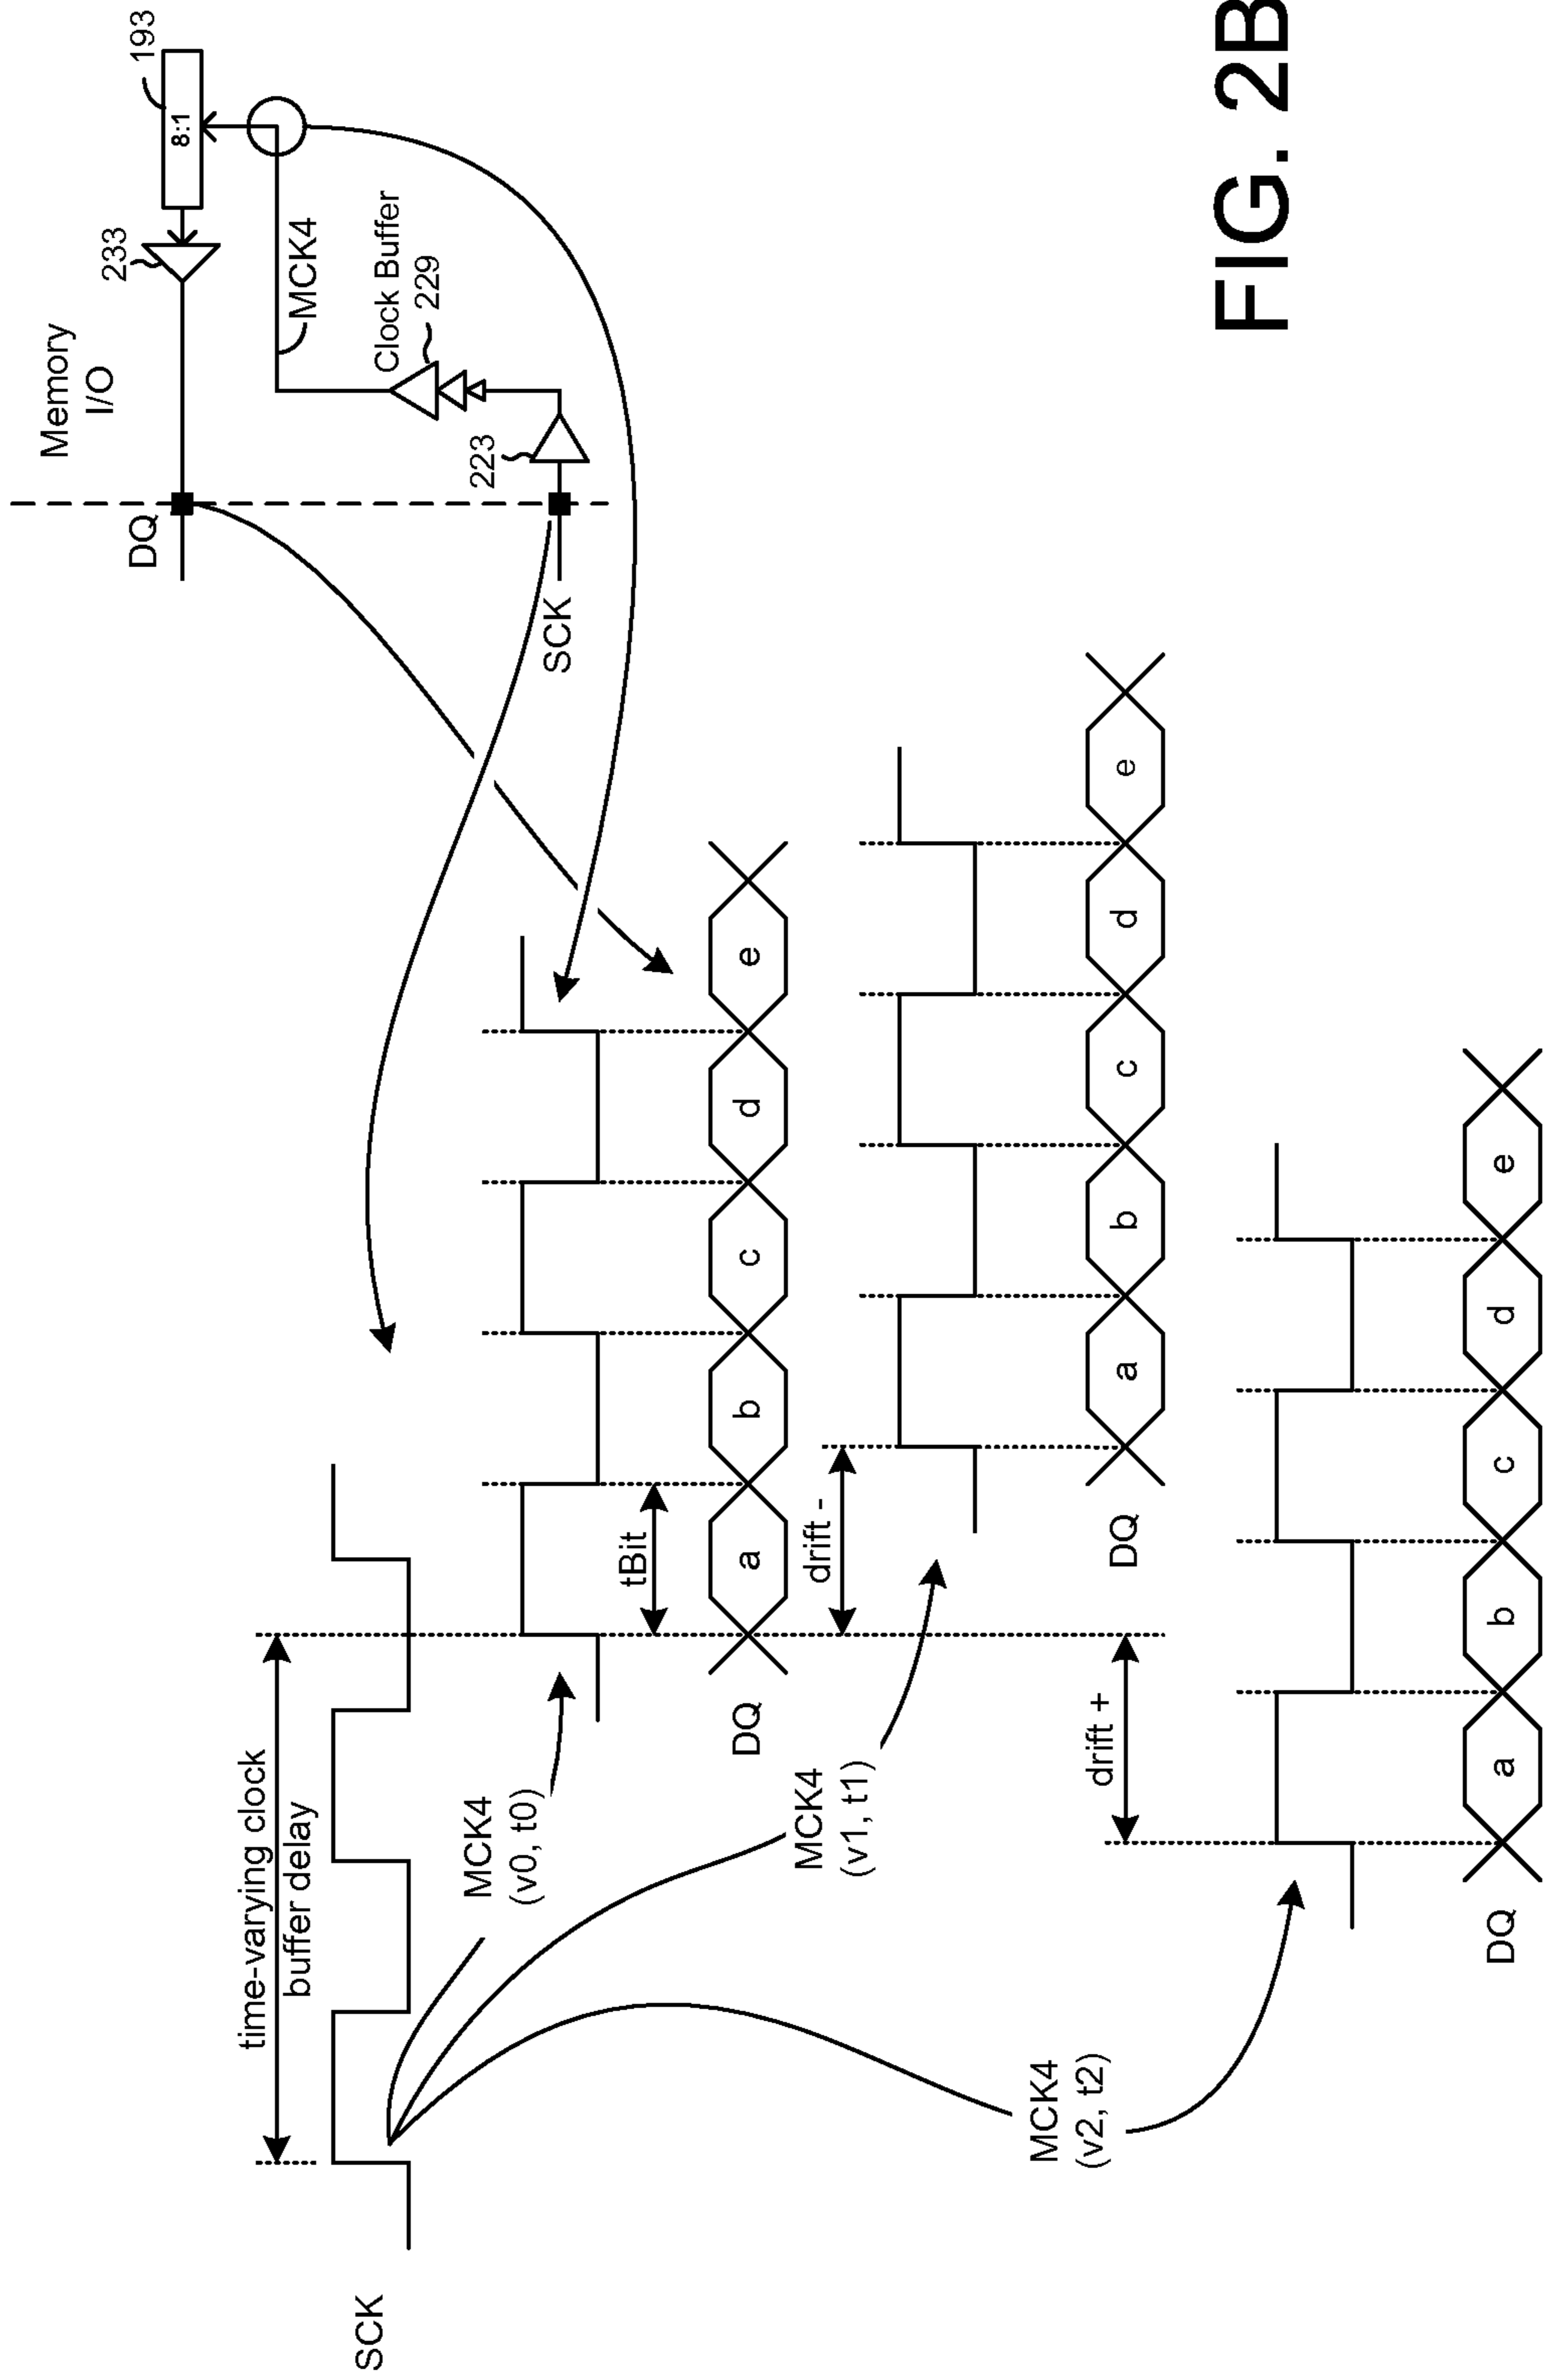 Memory
I/O
DQ
233
193
8:1
MCK4
Clock Buffer
229
223
SCK
time-varying clock
buffer delay
SCK
MCK4
(v0, t0)
tBit
DQ
a
b
c
d
e
drift -
MCK4
(v1, t1)
DQ
a
b
c
d
e
drift +
MCK4
(v2, t2)
DQ
a
b
c
d
e
FIG. 2B